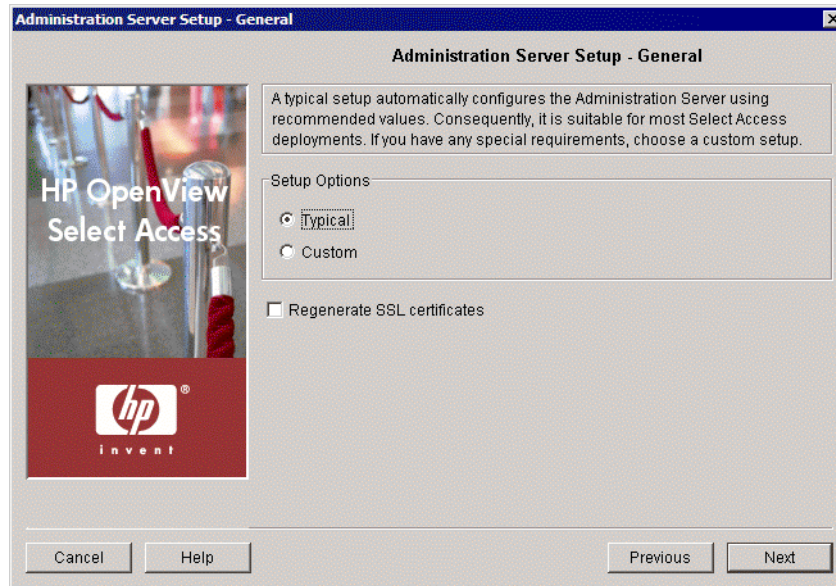 Administration Server Setup - General
Administration Server Setup - General
A typical setup automatically configures the Administration Server using
recommended values. Consequently, it is suitable for most Select Access
deployments. If you have any special requirements, choose a custom setup.
HP OpenView
Select Access
Setup Options
Typical
Custom
Regenerate SSL certificates
hp
®
invent
Cancel
Help
Previous
Next